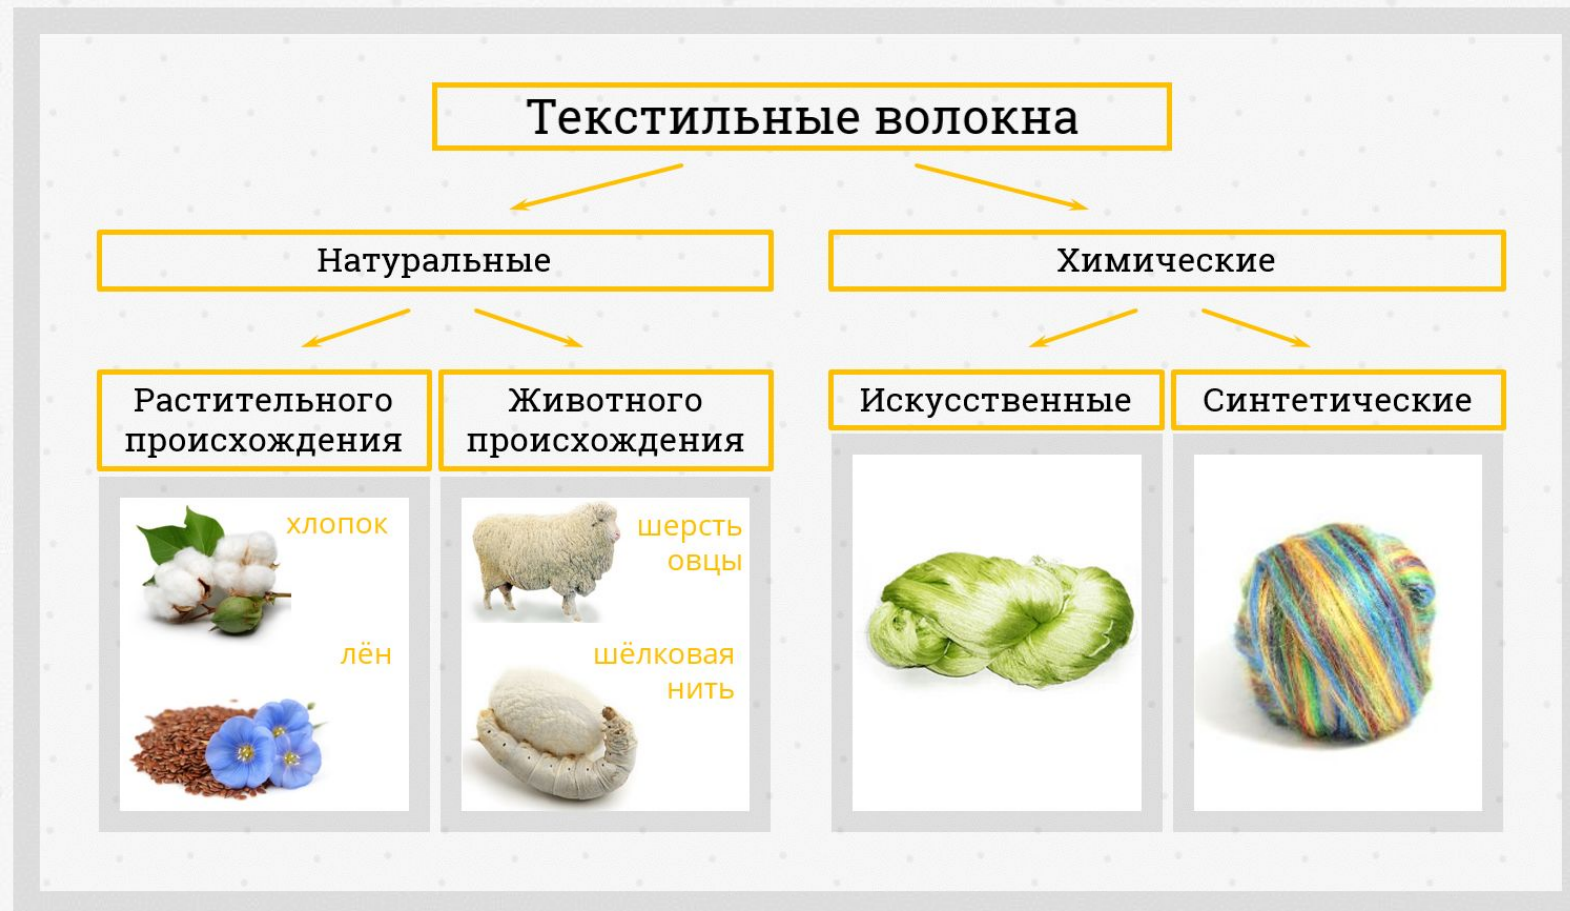 Текстильные волокна
Натуральные
Химические
Растительного
происхождения
Животного
происхождения
Искусственные
Синтетические
хлопок
лён
шерсть
овцы
шёлковая
нить